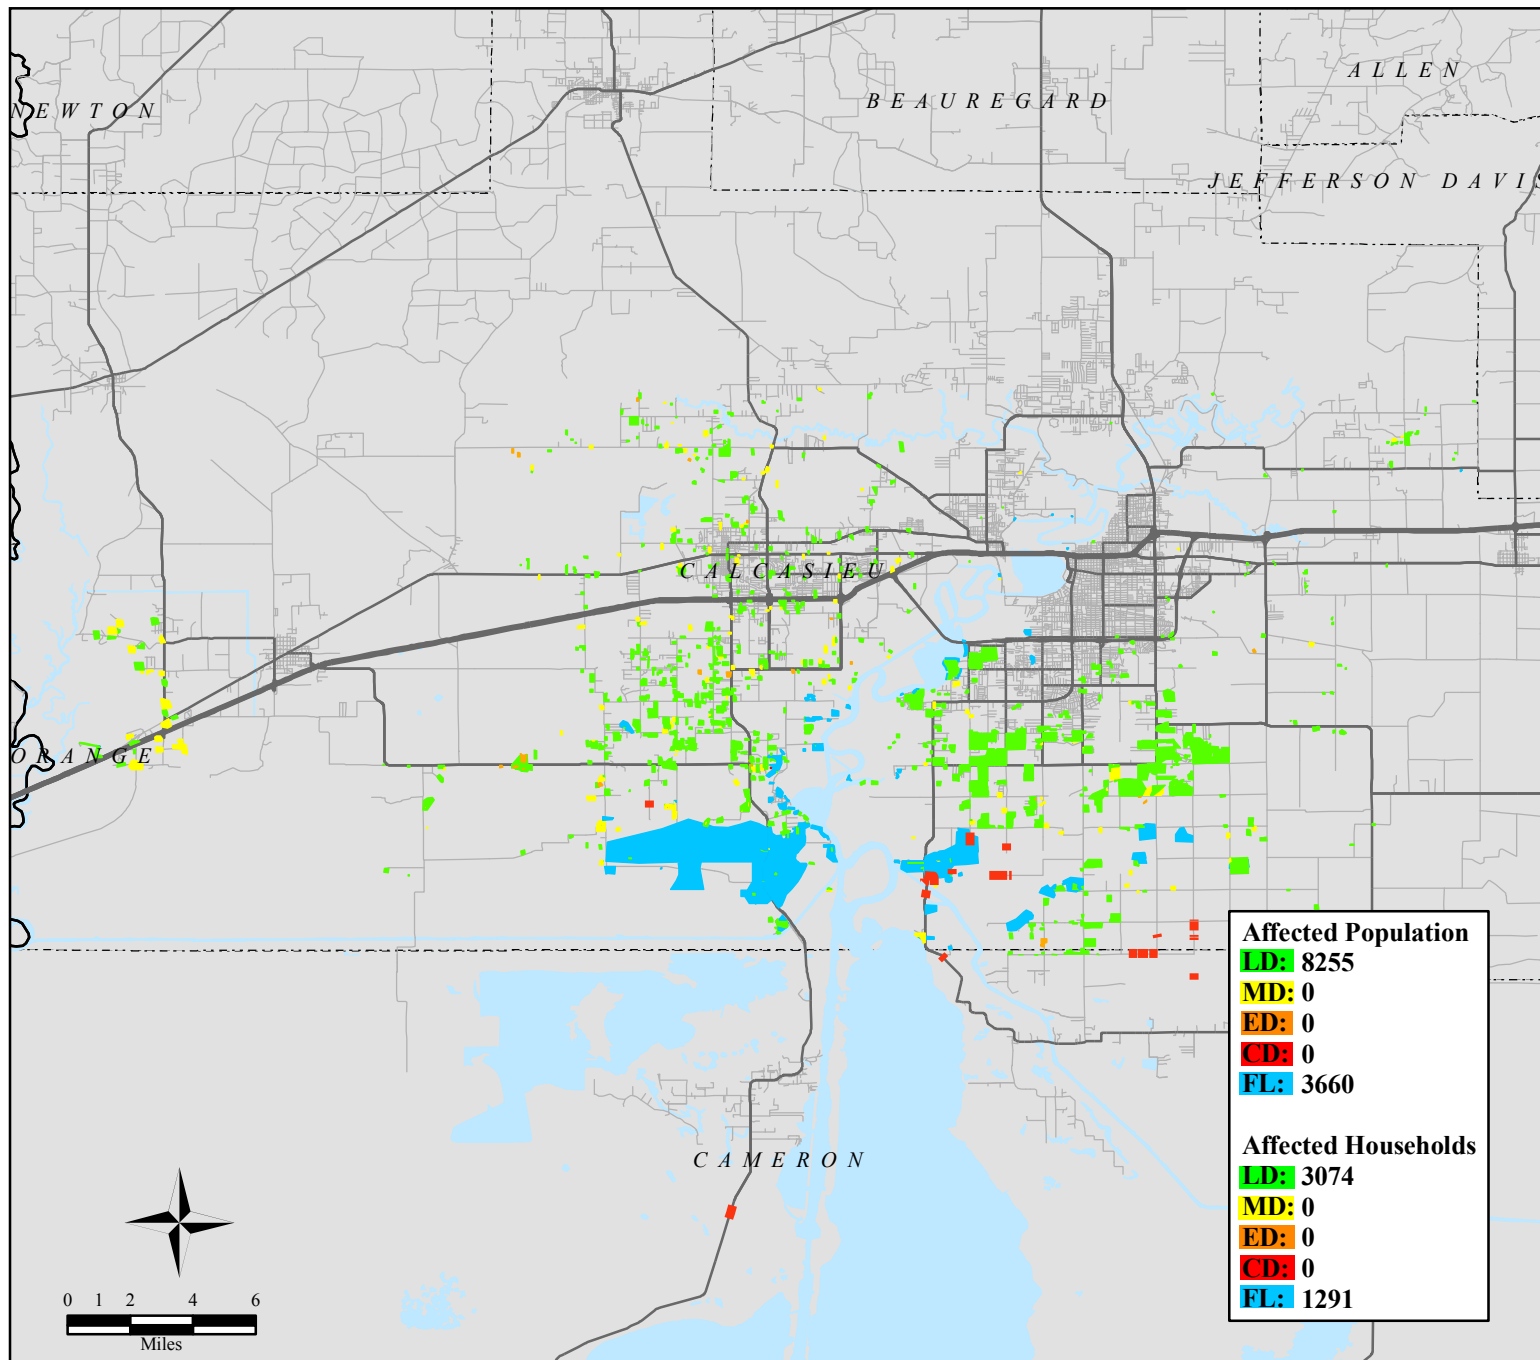 ALLEN
NEWTON
BEAUREGARD
JEFFERSON DAVIS
CALCASIEU
ORANGE
Affected Population
LD: 8255
MD: 0
ED: 0
CD: 0
FL: 3660
Affected Households
LD: 3074
MD: 0
ED: 0
CD: 0
FL: 1291
CAMERON
0 1 2 4 6
Miles